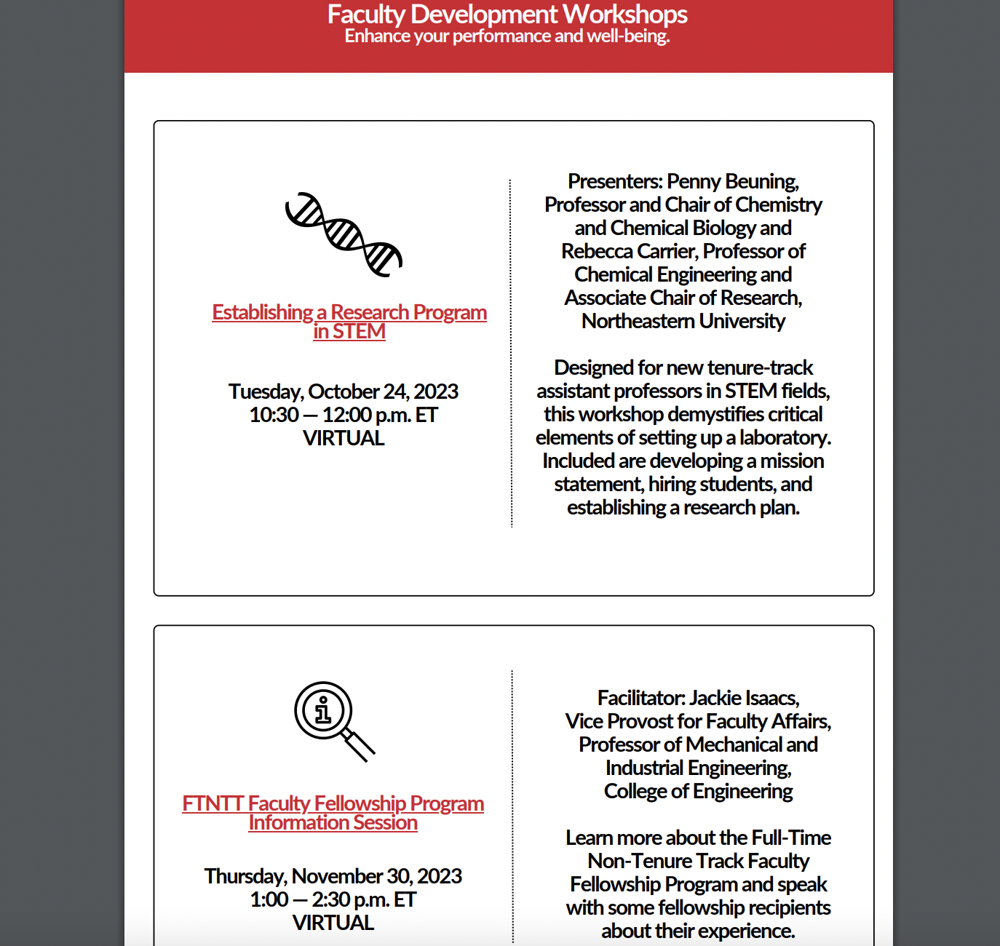 Faculty Development Workshops
Enhance your performance and well-being.
Establishing a Research Program
in STEM
Tuesday, October 24, 2023
10:30 — 12:00 p.m. ET
VIRTUAL
Presenters: Penny Beuning,
Professor and Chair of Chemistry
and Chemical Biology and
Rebecca Carrier, Professor of
Chemical Engineering and
Associate Chair of Research,
Northeastern University
Designed for new tenure-track
assistant professors in STEM fields,
this workshop demystifies critical
elements of setting up a laboratory.
Included are developing a mission
statement, hiring students, and
establishing a research plan.
i
FTNTT Faculty Fellowship Program
Information Session
Thursday, November 30, 2023
1:00 — 2:30 p.m. ET
VIRTUAL
Facilitator: Jackie Isaacs,
Vice Provost for Faculty Affairs,
Professor of Mechanical and
Industrial Engineering,
College of Engineering
Learn more about the Full-Time
Non-Tenure Track Faculty
Fellowship Program and speak
with some fellowship recipients
about their experience.